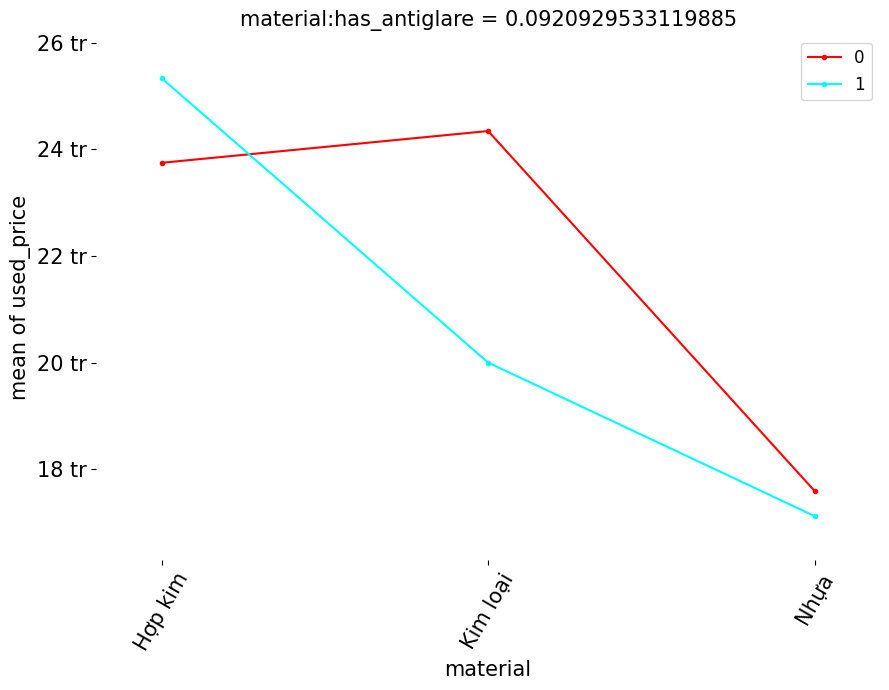 material:has_antiglare = 0.0920929533119885
0
1
26 tr
24 tr
22 tr
20 tr
18 tr
mean of used_price
Hợp kim
Kim loại
Nhựa
material